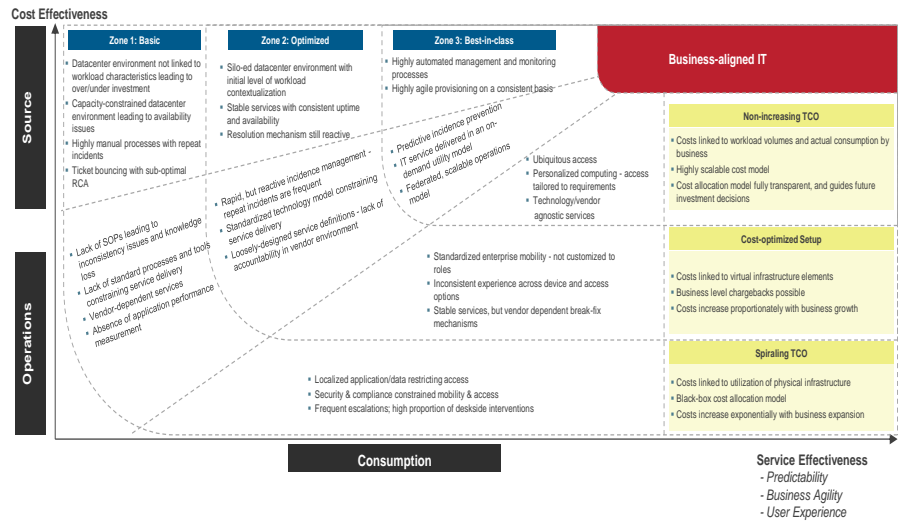 Cost Effectiveness
Source
Operations
Zone 1: Basic
Datacenter environment not linked to
workload characteristics leading to
over/under investment
Capacity-constrained datacenter
environment leading to availability
issues
Highly manual processes with repeat
incidents
Ticket bouncing with sub-optimal
RCA
Zone 2: Optimized
Silo-ed datacenter environment with
initial level of workload
contextualization
Stable services with consistent uptime
and availability
Resolution mechanism still reactive
Zone 3: Best-in-class
Highly automated management and monitoring
processes
Highly agile provisioning on a consistent basis
Business-aligned IT
Lack of SOPs leading to
inconsistency issues and knowledge
loss
Lack of standard processes and tools
constraining service delivery
Vendor-dependent services
Absence of application performance
measurement
Rapid, but reactive incidence management -
repeat incidents are frequent
Standardized technology model constraining
service delivery
Loosely-designed service definitions - lack of
accountability in vendor environment
Predictive incidence prevention
IT service delivered in an on-
demand utility model
Federated, scalable operations
model
Ubiquitous access
Personalized computing - access
tailored to requirements
Technology/vendor
agnostic services
Standardized enterprise mobility - not customized to
roles
Inconsistent experience across device and access
options
Stable services, but vendor dependent break-fix
mechanisms
Localized application/data restricting access
Security & compliance constrained mobility & access
Frequent escalations; high proportion of deskside interventions
Non-increasing TCO
Costs linked to workload volumes and actual consumption by
business
Highly scalable cost model
Cost allocation model fully transparent, and guides future
investment decisions
Cost-optimized Setup
Costs linked to virtual infrastructure elements
Business level chargebacks possible
Costs increase proportionately with business growth
Spiraling TCO
Costs linked to utilization of physical infrastructure
Black-box cost allocation model
Costs increase exponentially with business expansion
Consumption
Service Effectiveness
- Predictability
- Business Agility
- User Experience